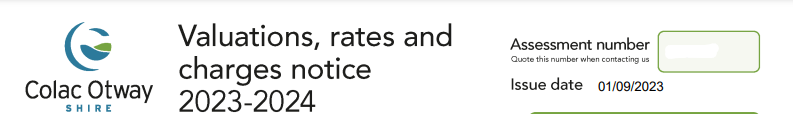 Colac Otway
SHIRE
Valuations, rates and
charges notice
2023-2024
Assessment number
Quote this number when contacting us
Issue date 01/09/2023